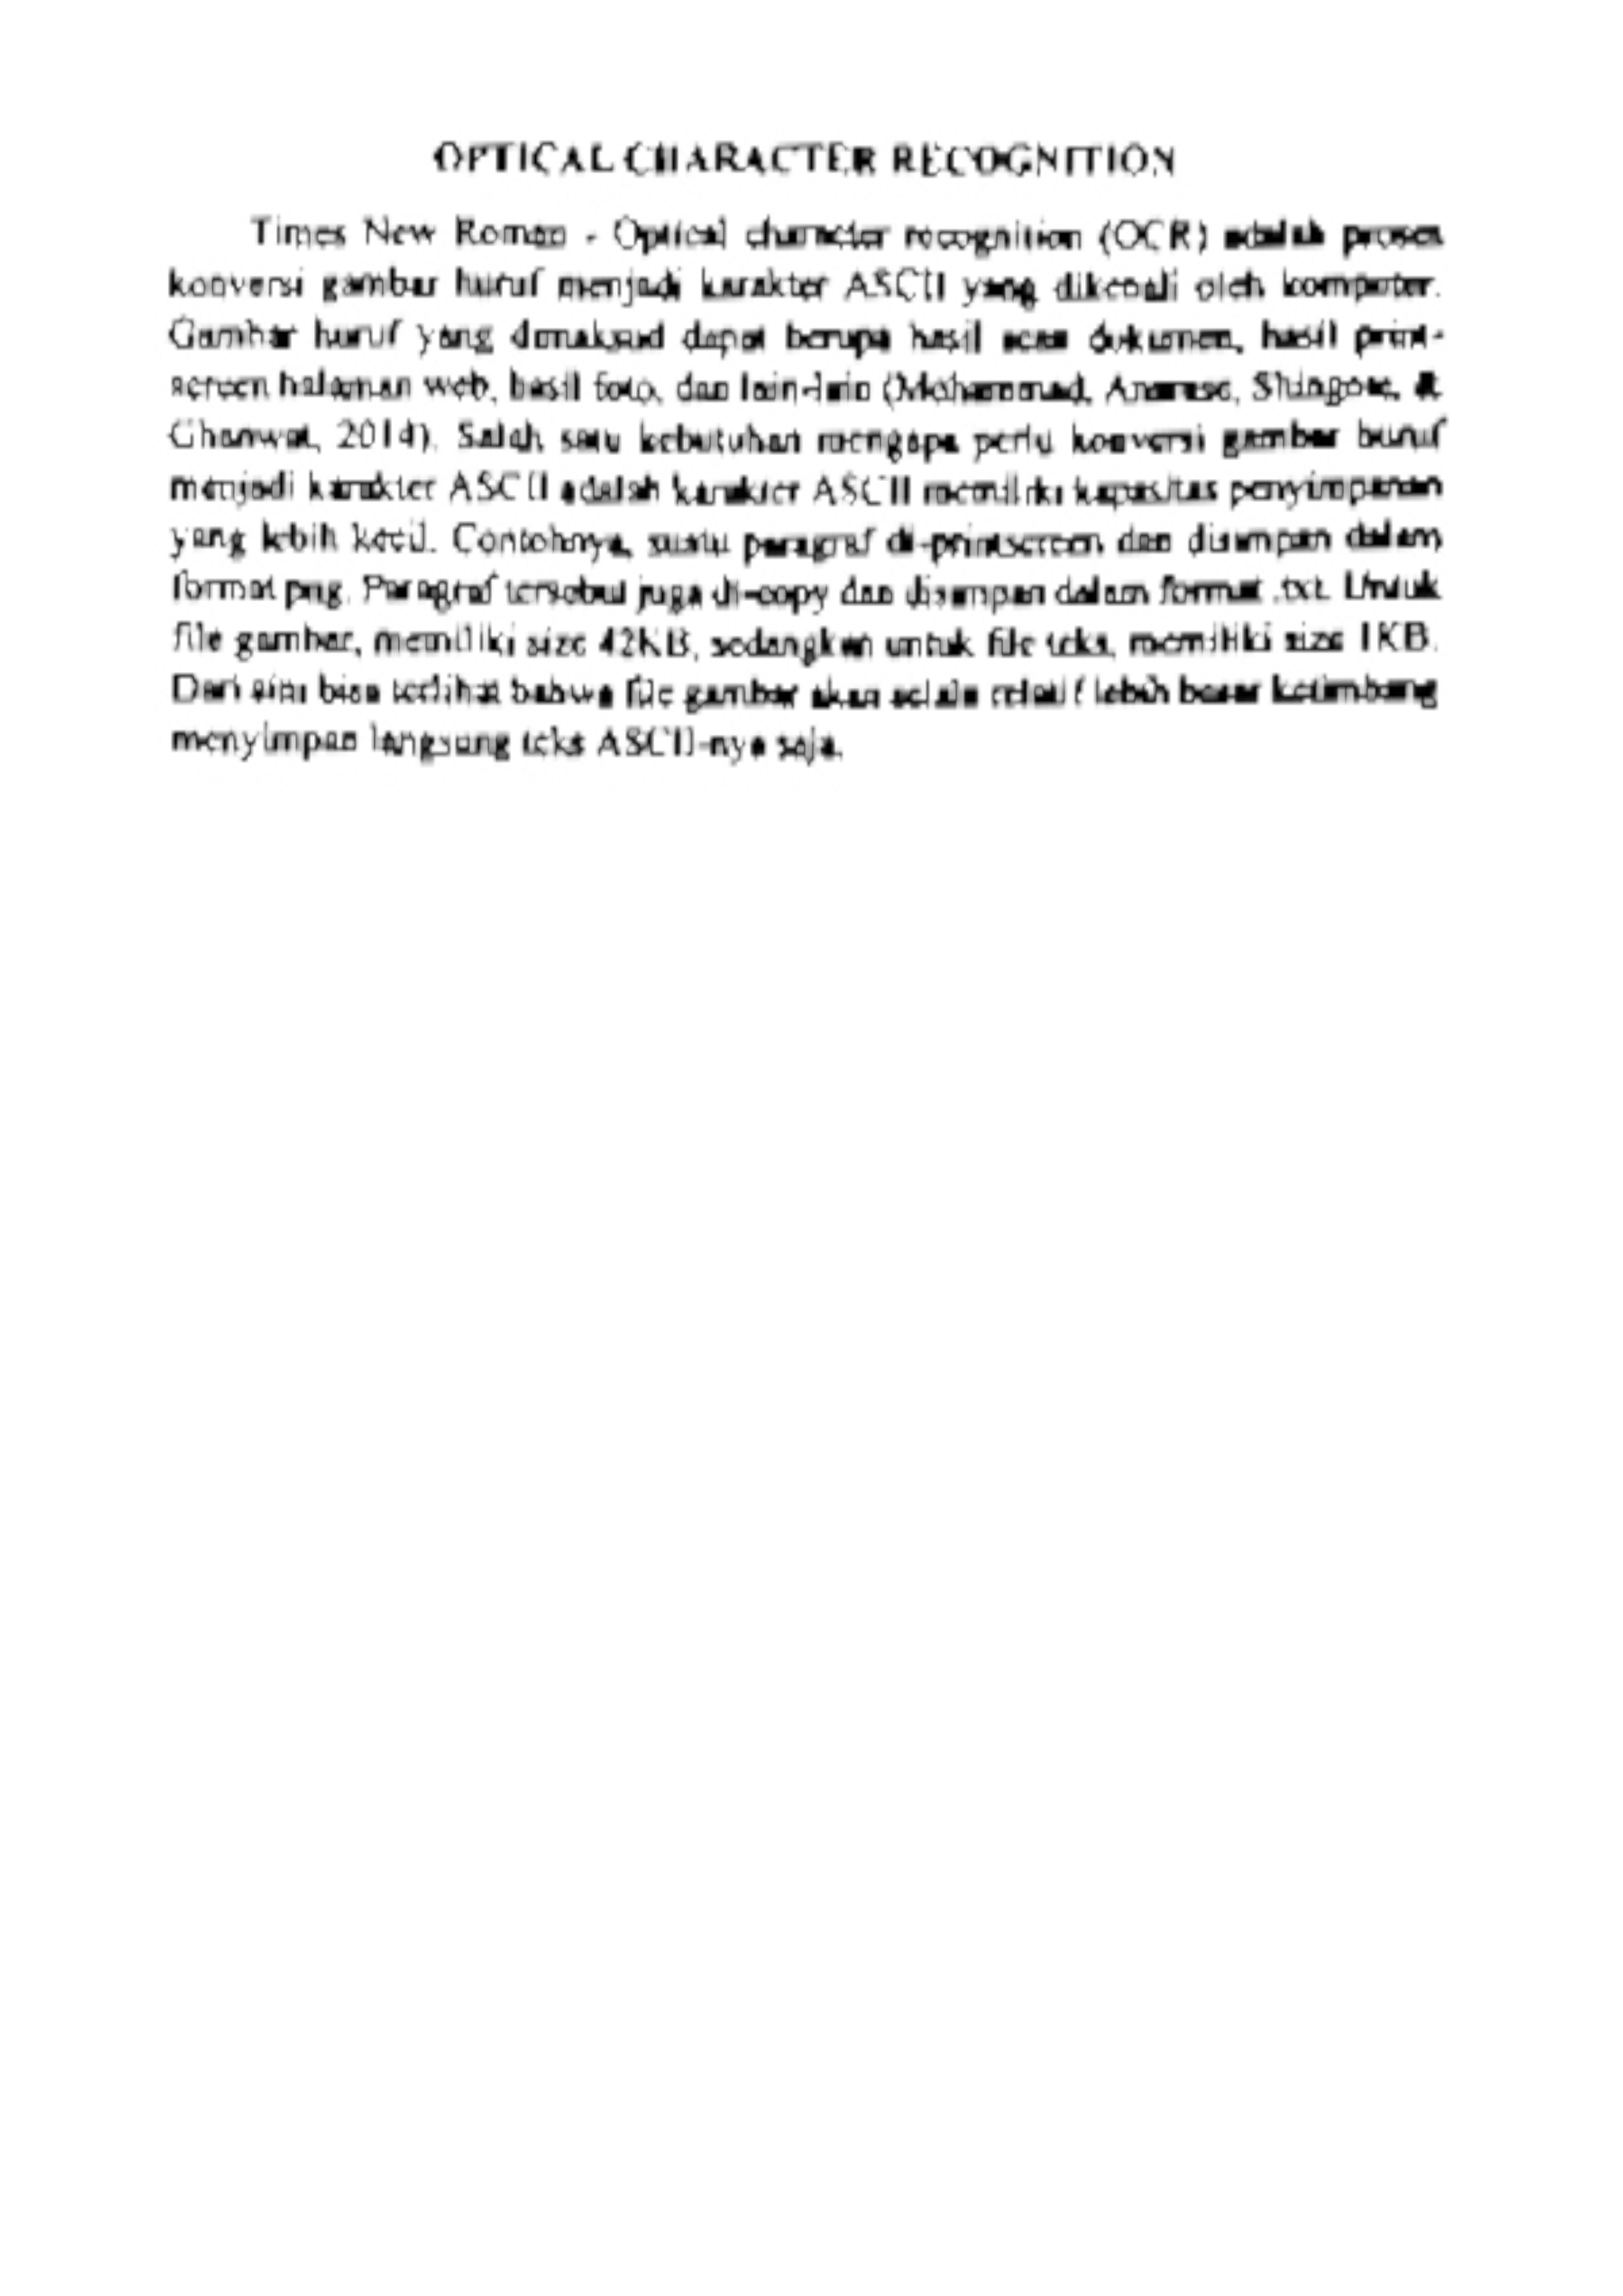 OPTICAL CHARACTER RECOGNITION
Times New Roman - Optical character recognition (OCR) adalah proses
konversi gambar huruf menjadi karakter ASCII yang dikenali oleh komputer.
Gambar huruf yang dimaksud dapat berupa hasil scan dokumen, hasil print-
screen halaman web, hasil foto, dan lain-lain (Mohammad, Anarase, Shingote, &
Ghanwat, 2014). Salah satu kebutuhan mengapa perlu konversi gambar huruf
menjadi karakter ASCII adalah karakter ASCII memiliki kapasitas penyimpanan
yang lebih kecil. Contohnya, suatu paragraf di-printscreen dan disimpan dalam
format png. Paragraf tersebut juga di-copy dan disimpan dalam format .txt. Untuk
file gambar, memiliki size 42KB, sedangkan untuk file teks, memiliki size 1KB.
Dari sini bisa terlihat bahwa file gambar akan selalu relatif lebih besar ketimbang
menyimpan langsung teks ASCII-nya saja.